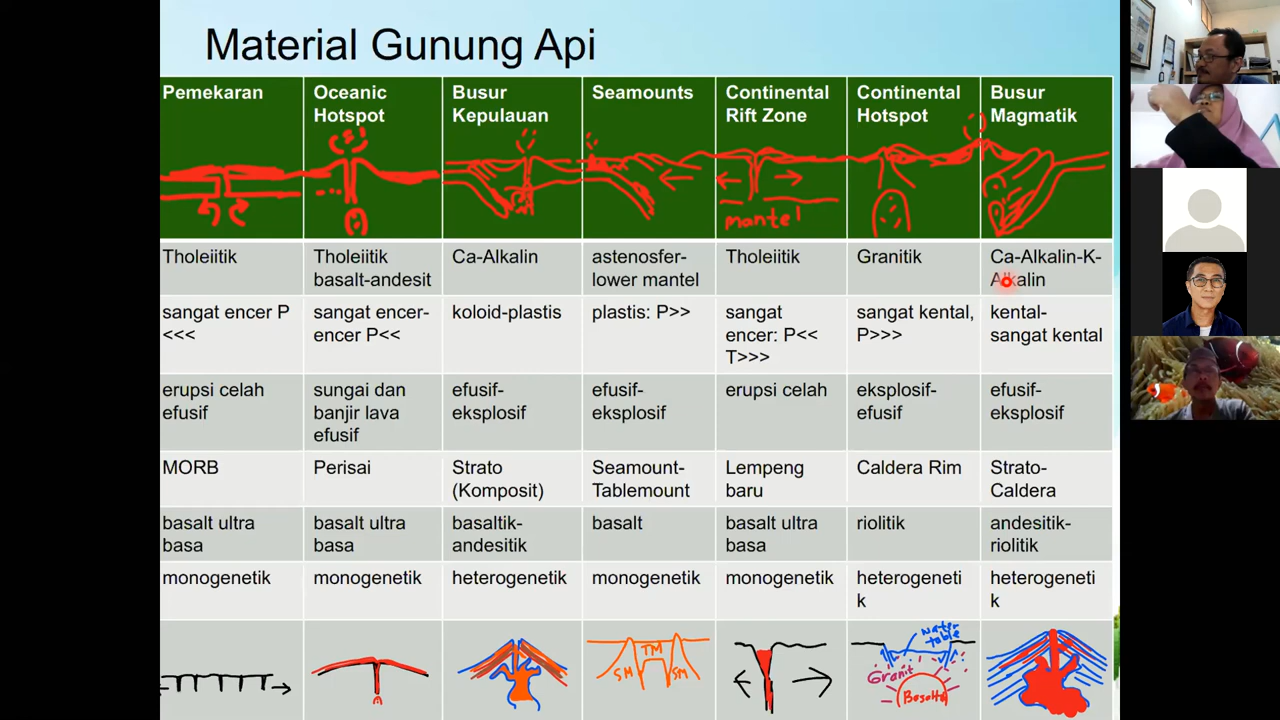 Material Gunung Api
Pemekaran
Oceanic
Hotspot
Busur
Kepulauan
Seamounts
Continental
Rift Zone
Continental
Hotspot
Busur
Magmatik
mantel
Tholeiitik
Tholeiitik
basalt-andesit
Ca-Alkalin
astenosfer-
lower mantel
Tholeiitik
Granitik
Ca-Alkalin-K-
Alkalin
sangat encer P
<<<
sangat encer-
encer P<<
koloid-plastis
plastis: P>>
sangat
encer: P<<
T>>>
sangat kental,
P>>>
kental-
sangat kental
erupsi celah
efusif
sungai dan
banjir lava
efusif
efusif-
eksplosif
efusif-
eksplosif
erupsi celah
eksplosif-
efusif
efusif-
eksplosif
MORB
Perisai
Strato
(Komposit)
Seamount-
Tablemount
Lempeng
baru
Caldera Rim
Strato-
Caldera
basalt ultra
basa
basalt ultra
basa
basaltik-
andesitik
basalt
basalt ultra
basa
riolitik
andesitik-
riolitik
monogenetik
monogenetik
heterogenetik
monogenetik
monogenetik
heterogeneti
k
heterogeneti
k
TM
SM
SM
water
table
Granit
Basaltq